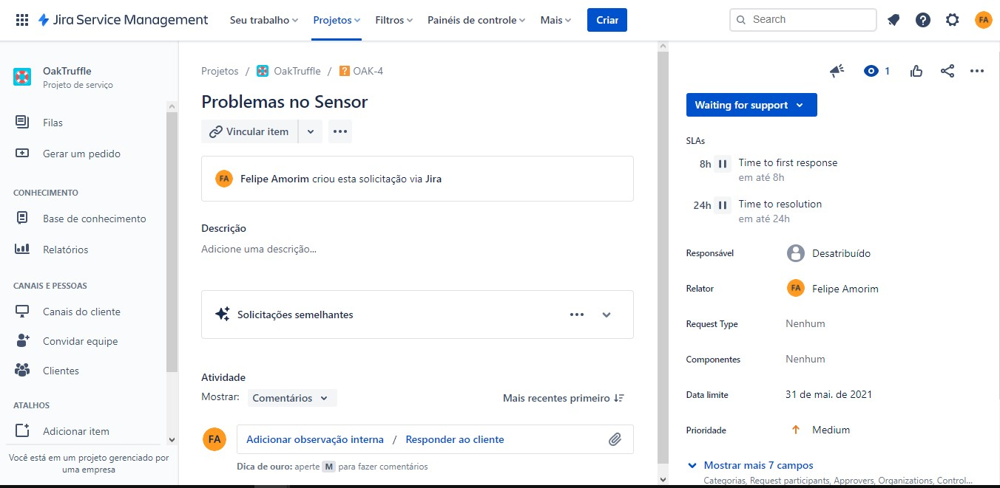 Jira Service Management
Seu trabalho
Projetos
Filtros
Painéis de controle
Mais
Criar
Search
FA
OakTruffle
Projeto de serviço
Filas
Gerar um pedido
CONHECIMENTO
Base de conhecimento
Relatórios
CANAIS E PESSOAS
Canais do cliente
Convidar equipe
Clientes
ATALHOS
Adicionar item
Você está em um projeto gerenciado por
uma empresa
Projetos / OakTruffle / OAK-4
Problemas no Sensor
Vincular item
FA Felipe Amorim criou esta solicitação via Jira
Descrição
Adicione uma descrição...
Solicitações semelhantes
Atividade
Mostrar: Comentários
Mais recentes primeiro
FA
Adicionar observação interna / Responder ao cliente
Dica de ouro: aperte M para fazer comentários
1
Waiting for support
SLAs
8h Time to first response
em até 8h
24h Time to resolution
em até 24h
Responsável Desatribuído
Relator FA Felipe Amorim
Request Type Nenhum
Componentes Nenhum
Data limite 31 de mai. de 2021
Prioridade Medium
Mostrar mais 7 campos
Categorias, Request participants, Approvers, Organizations, Control...